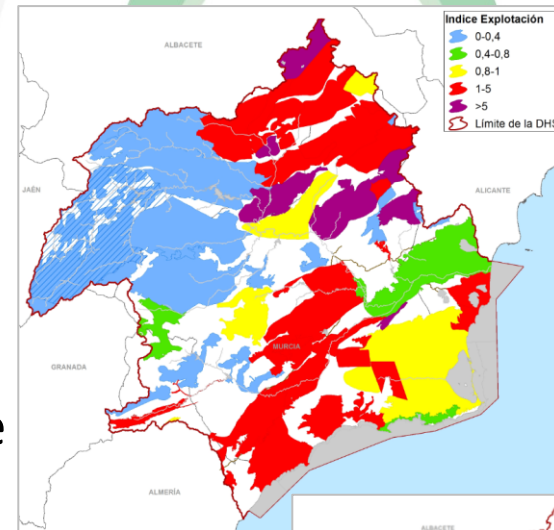 Indice Explotación
0-0,4
0,4-0,8
0,8-1
1-5
>5
Límite de la DHS
ALBACETE
JAÉN
ALICANTE
MURCIA
GRANADA
e
ALMERÍA
ALBACETE